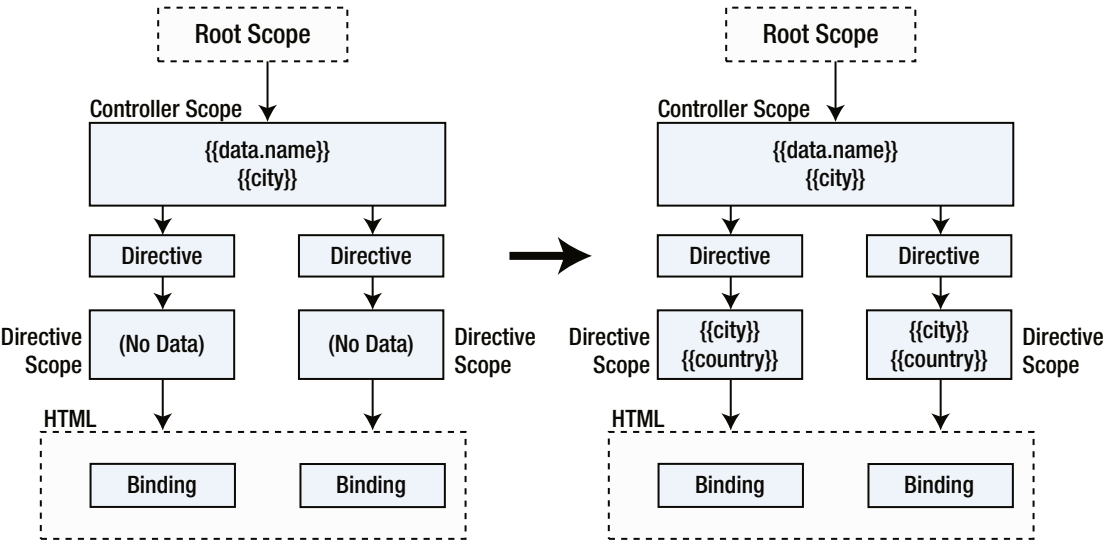 Root Scope
Controller Scope
{{data.name}}
{{city}}
Directive
Directive
Directive
Scope
(No Data)
(No Data)
Directive
Scope
HTML
Binding
Binding
Root Scope
Controller Scope
{{data.name}}
{{city}}
Directive
Directive
Directive
Scope
{{city}}
{{country}}
{{city}}
{{country}}
Directive
Scope
HTML
Binding
Binding